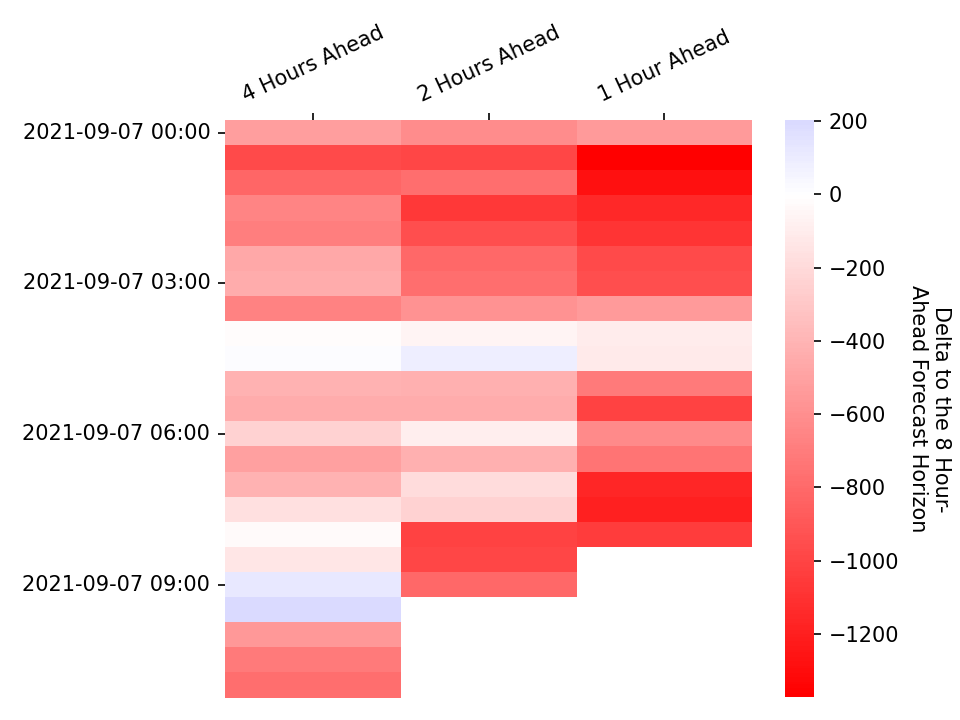 4 Hours Ahead
2 Hours Ahead
1 Hour Ahead
2021-09-07 00:00
2021-09-07 03:00
2021-09-07 06:00
2021-09-07 09:00
200
0
−200
−400
−600
−800
−1000
−1200
Delta to the 8 Hour-
Ahead Forecast Horizon